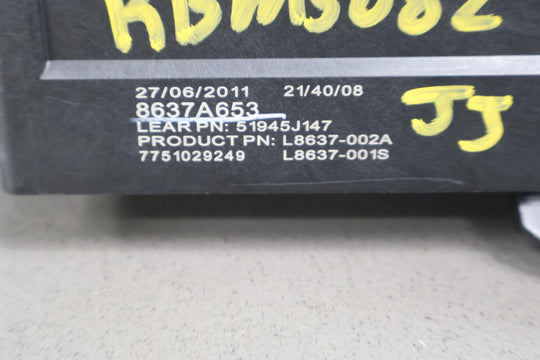 27/06/2011 21/40/08
8637A653
JJ
LEAR PN: 51945J147
PRODUCT PN: L8637-002A
7751029249 L8637-001S